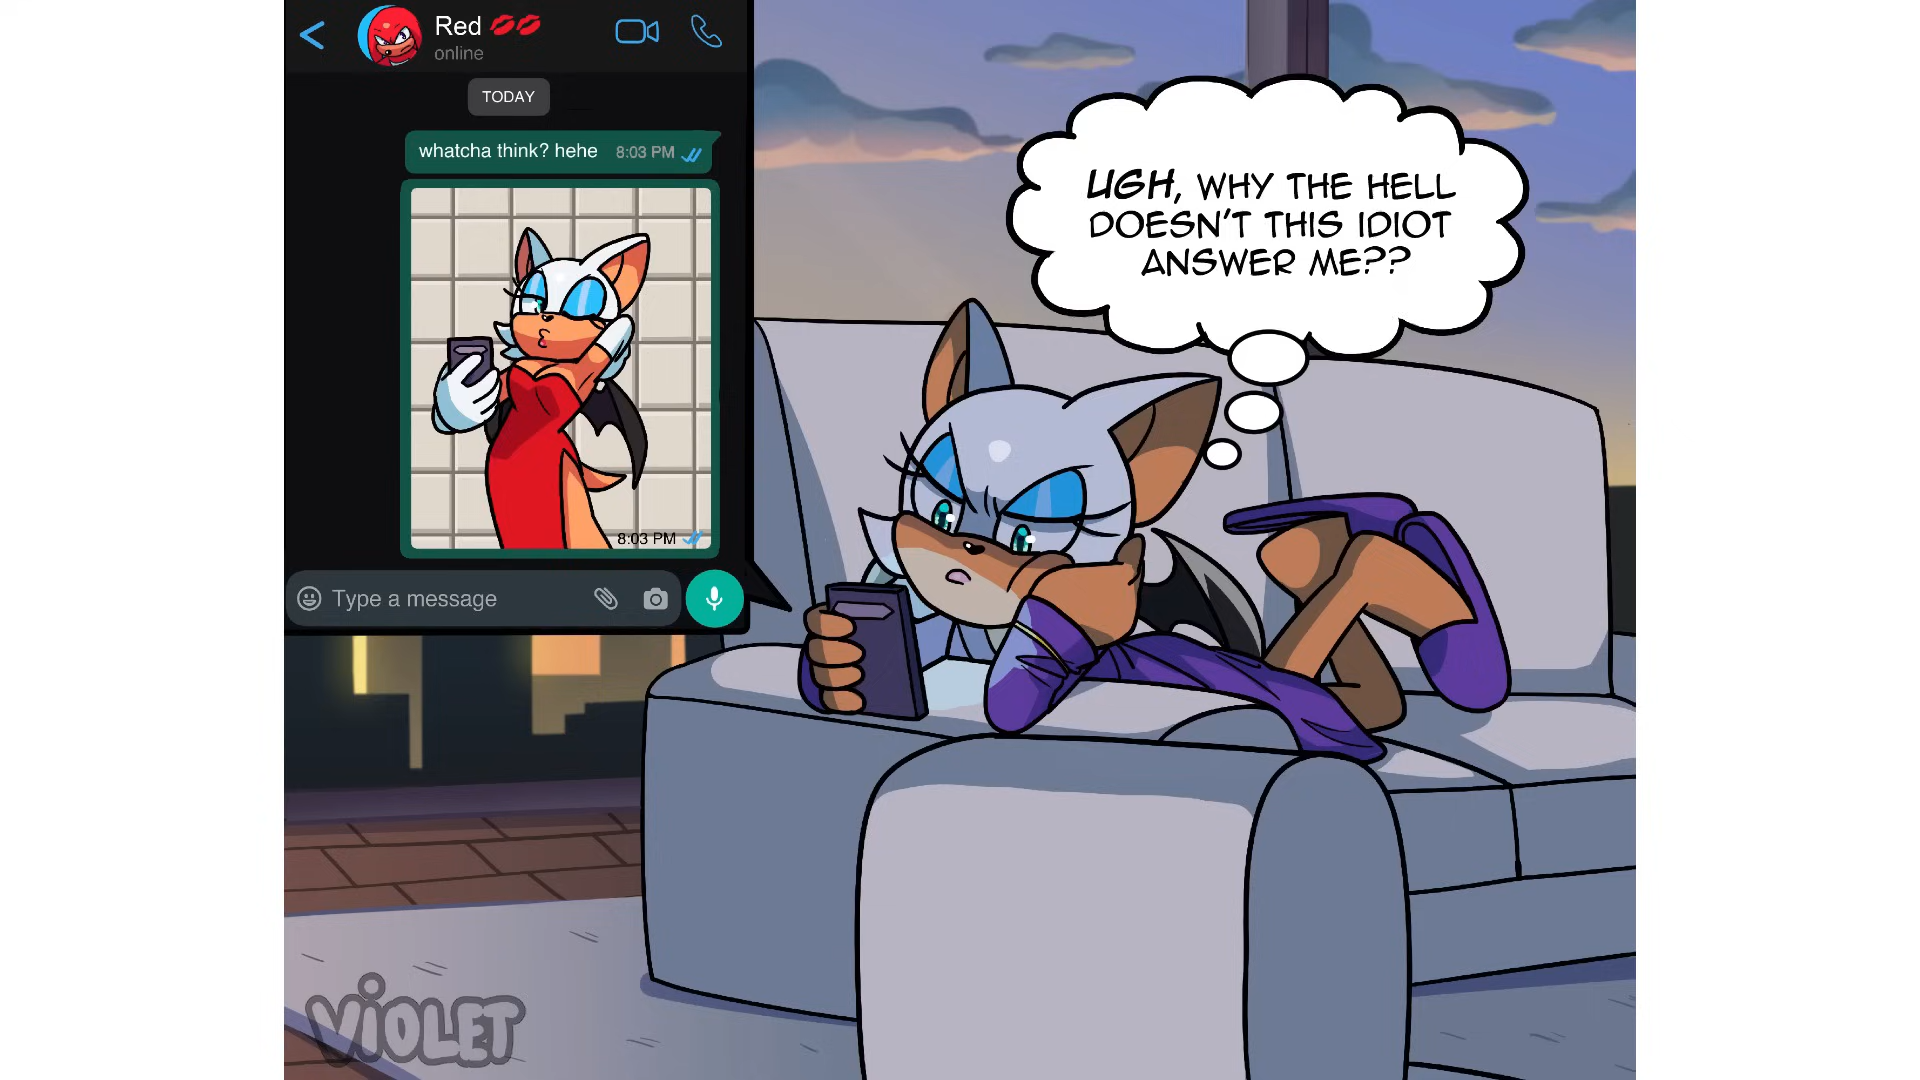 Red 💋💋
online
TODAY
whatcha think? hehe 8:03 PM
8:03 PM
Type a message
UGH, WHY THE HELL
DOESN'T THIS IDIOT
ANSWER ME??
ViOLET